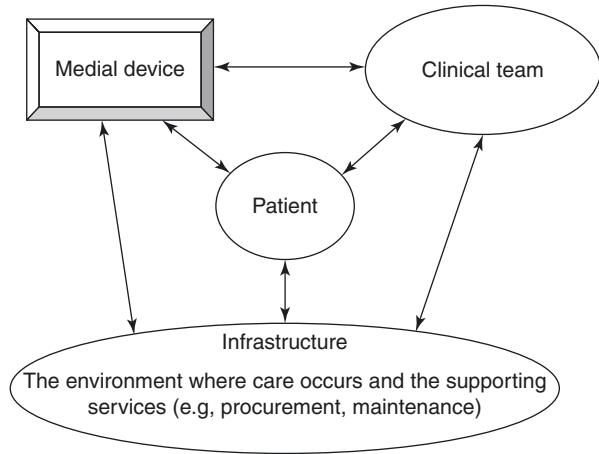 Medial device
Clinical team
Patient
Infrastructure
The environment where care occurs and the supporting
services (e.g, procurement, maintenance)